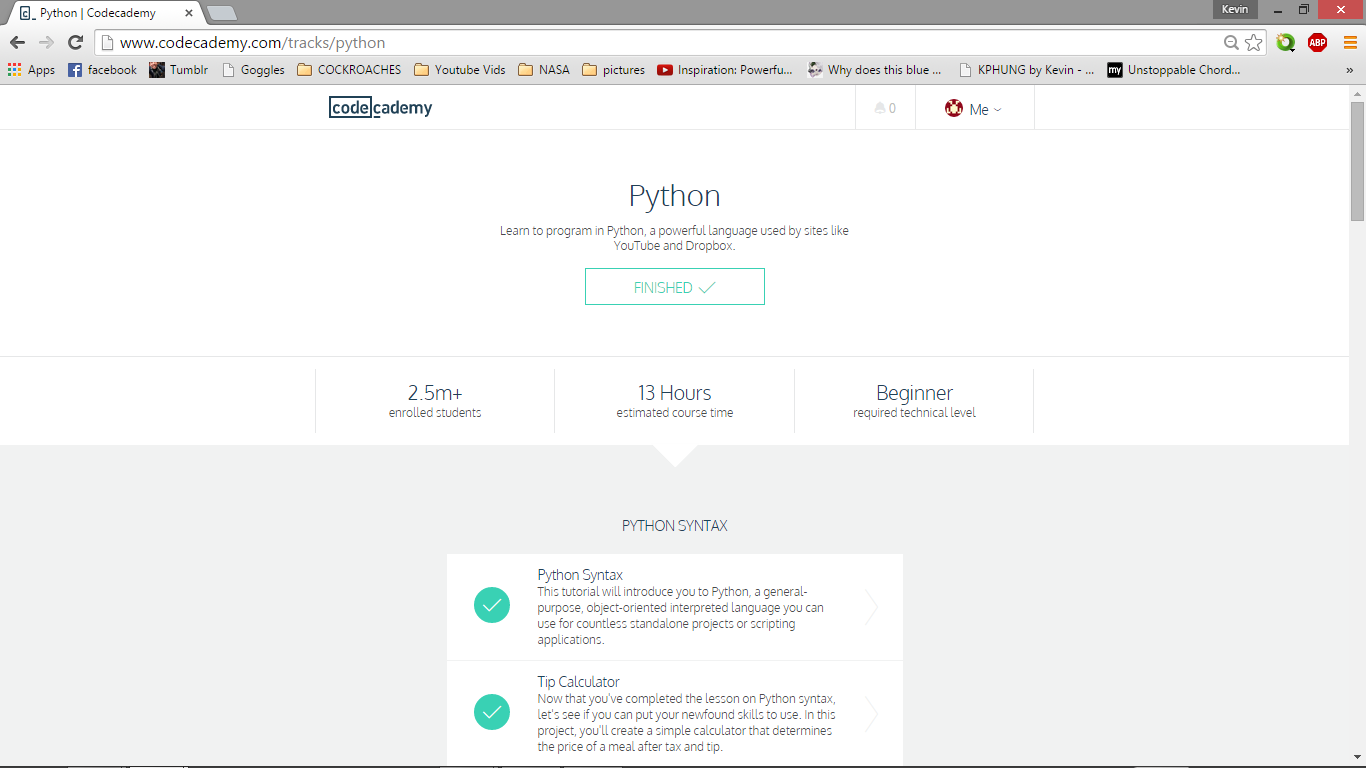 Python | Codecademy
Kevin
www.codecademy.com/tracks/python
ABP
Apps facebook Tumblr Goggles COCKROACHES Youtube Vids NASA pictures Inspiration: Powerfu... Why does this blue ... KPHUNG by Kevin - ... my Unstoppable Chord... »
codecademy
0
Me
Python
Learn to program in Python, a powerful language used by sites like
YouTube and Dropbox.
FINISHED
2.5m+
enrolled students
13 Hours
estimated course time
Beginner
required technical level
PYTHON SYNTAX
Python Syntax
This tutorial will introduce you to Python, a general-
purpose, object-oriented interpreted language you can
use for countless standalone projects or scripting
applications.
Tip Calculator
Now that you've completed the lesson on Python syntax,
let's see if you can put your newfound skills to use. In this
project, you'll create a simple calculator that determines
the price of a meal after tax and tip.